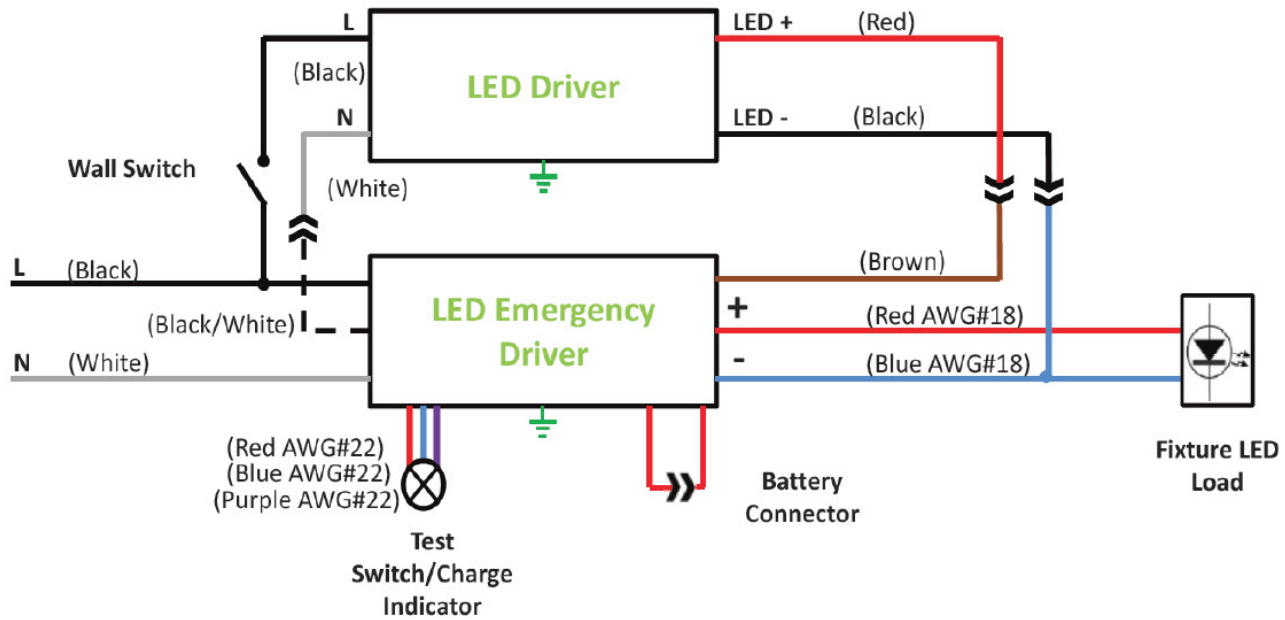 L
LED +
(Red)
(Black)
LED Driver
N
LED -
(Black)
Wall Switch
(White)
L
(Black)
(Brown)
LED Emergency
Driver
+
(Black/White)
(Red AWG#18)
N
(White)
-
(Blue AWG#18)
(Red AWG#22)
(Blue AWG#22)
(Purple AWG#22)
Battery
Connector
Fixture LED
Load
Test
Switch/Charge
Indicator